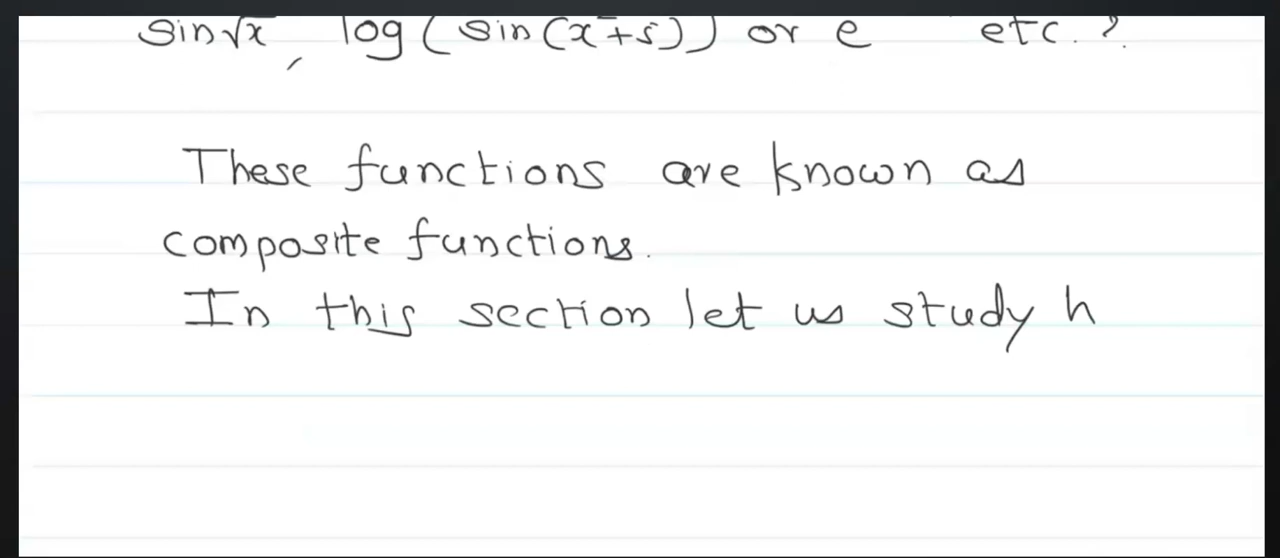 sin√x, log(sin(x+5)) or e etc.?
These functions are known as
composite functions.
In this section let us study h